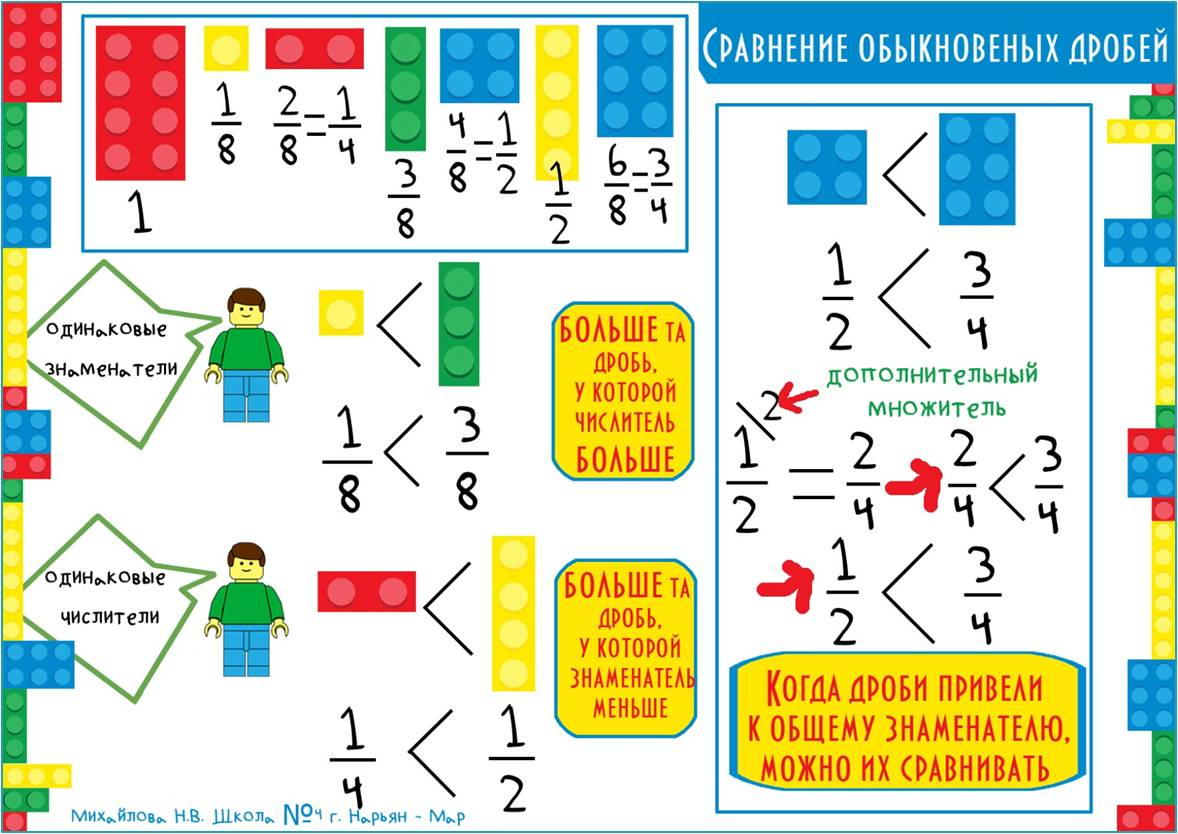 СРАВНЕНИЕ ОБЫКНОВЕНЫХ ДРОБЕЙ
1
1/8
2/8=1/4
3/8
4/8=1/2
1/2
6/8=3/4
одинаковые
знаменатели
<
1/8 < 3/8
БОЛЬШЕ ТА
ДРОБЬ,
У КОТОРОЙ
ЧИСЛИТЕЛЬ
БОЛЬШЕ
одинаковые
числители
<
1/4 < 1/2
БОЛЬШЕ ТА
ДРОБЬ,
У КОТОРОЙ
ЗНАМЕНАТЕЛЬ
МЕНЬШЕ
<
1/2 < 3/4
дополнительный
множитель
2
1/2 = 2/4 2/4 < 3/4
1/2 < 3/4
КОГДА ДРОБИ ПРИВЕЛИ
К ОБЩЕМУ ЗНАМЕНАТЕЛЮ,
МОЖНО ИХ СРАВНИВАТЬ
Михайлова Н.В. Школа №4 г. Нарьян - Мар